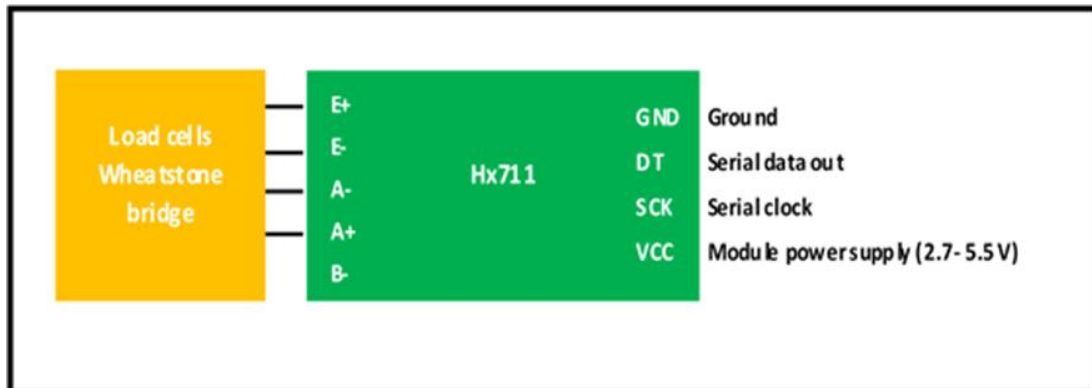 Load cells
Wheatstone
bridge
E+
E-
A-
A+
B-
Hx711
GND Ground
DT Serial data out
SCK Serial clock
VCC Module power supply (2.7- 5.5 V)